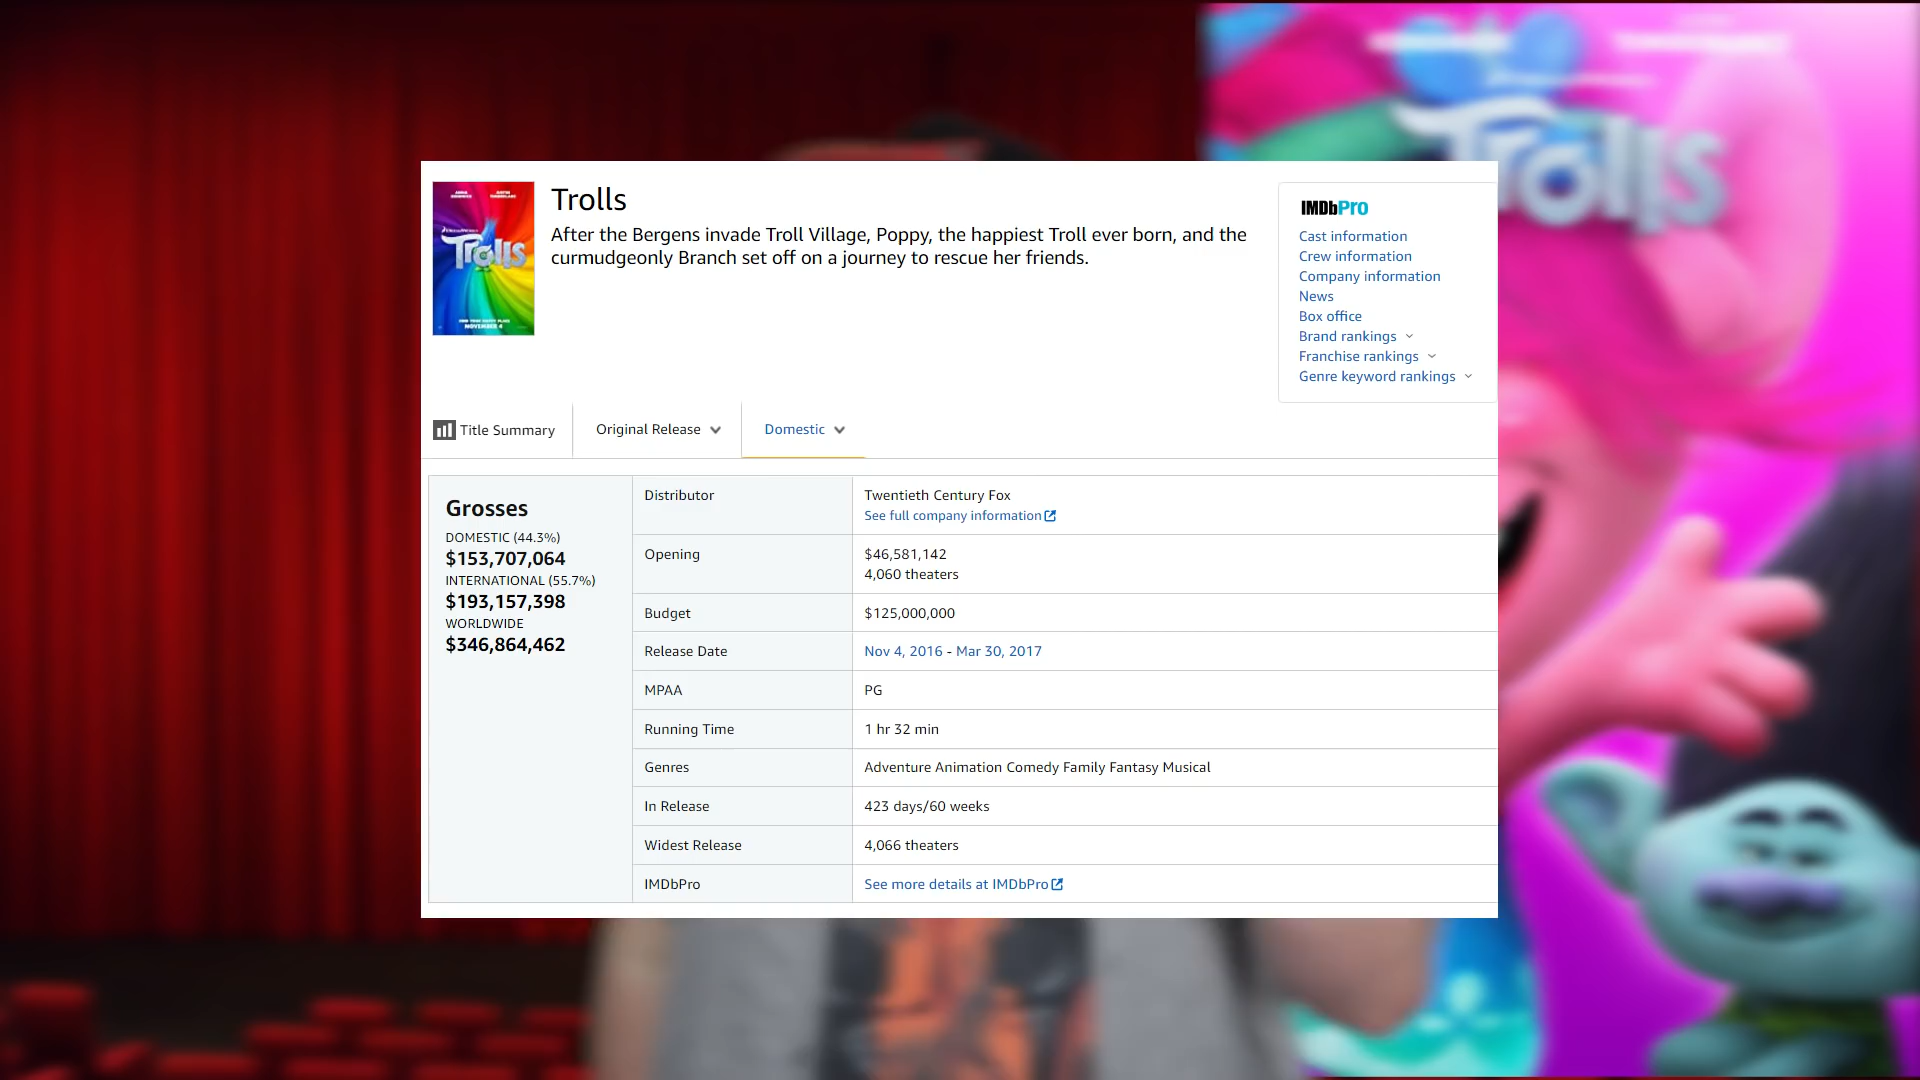 Trolls
Trolls
After the Bergens invade Troll Village, Poppy, the happiest Troll ever born, and the
curmudgeonly Branch set off on a journey to rescue her friends.
Trolls
NOVEMBER 4
IMDbPro
Cast information
Crew information
Company information
News
Box office
Brand rankings
Franchise rankings
Genre keyword rankings
Title Summary
Original Release
Domestic
Grosses
DOMESTIC (44.3%)
$153,707,064
INTERNATIONAL (55.7%)
$193,157,398
WORLDWIDE
$346,864,462
Distributor
Twentieth Century Fox
See full company information
Opening
$46,581,142
4,060 theaters
Budget
$125,000,000
Release Date
Nov 4, 2016 - Mar 30, 2017
MPAA
PG
Running Time
1 hr 32 min
Genres
Adventure Animation Comedy Family Fantasy Musical
In Release
423 days/60 weeks
Widest Release
4,066 theaters
IMDbPro
See more details at IMDbPro